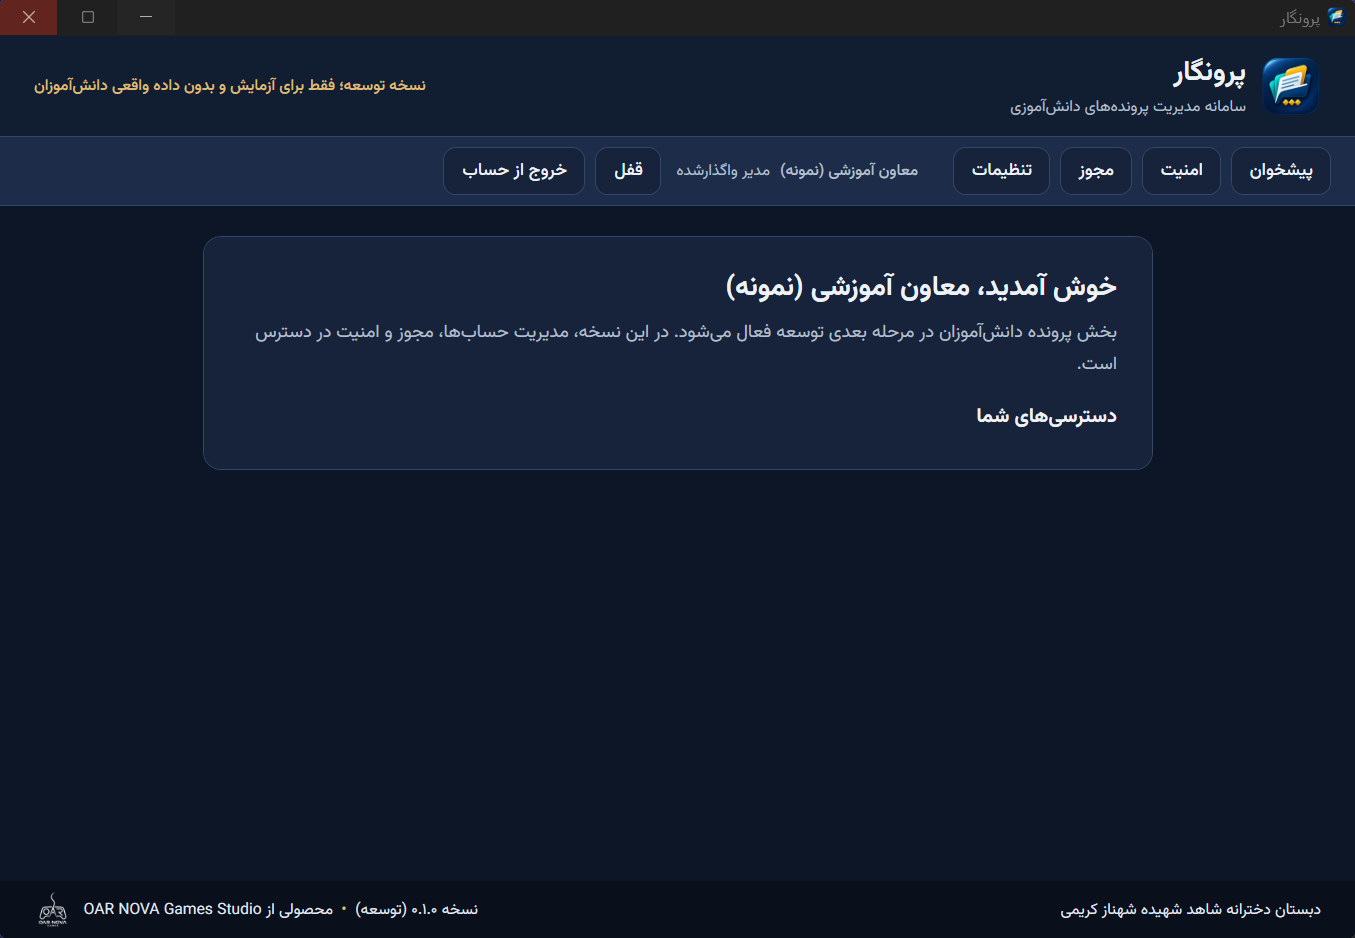 پرونگار
پرونگار
سامانه مدیریت پرونده‌های دانش‌آموزی
نسخه توسعه؛ فقط برای آزمایش و بدون داده واقعی دانش‌آموزان
پیشخوان
امنیت
مجوز
تنظیمات
معاون آموزشی (نمونه) مدیر واگذارشده
قفل
خروج از حساب
خوش آمدید، معاون آموزشی (نمونه)
بخش پرونده دانش‌آموزان در مرحله بعدی توسعه فعال می‌شود. در این نسخه، مدیریت حساب‌ها، مجوز و امنیت در دسترس
است.
دسترسی‌های شما
دبستان دخترانه شاهد شهیده شهناز کریمی
نسخه ۰.۱.۰ (توسعه) • محصولی از OAR NOVA Games Studio
OAR NOVA
GAMES